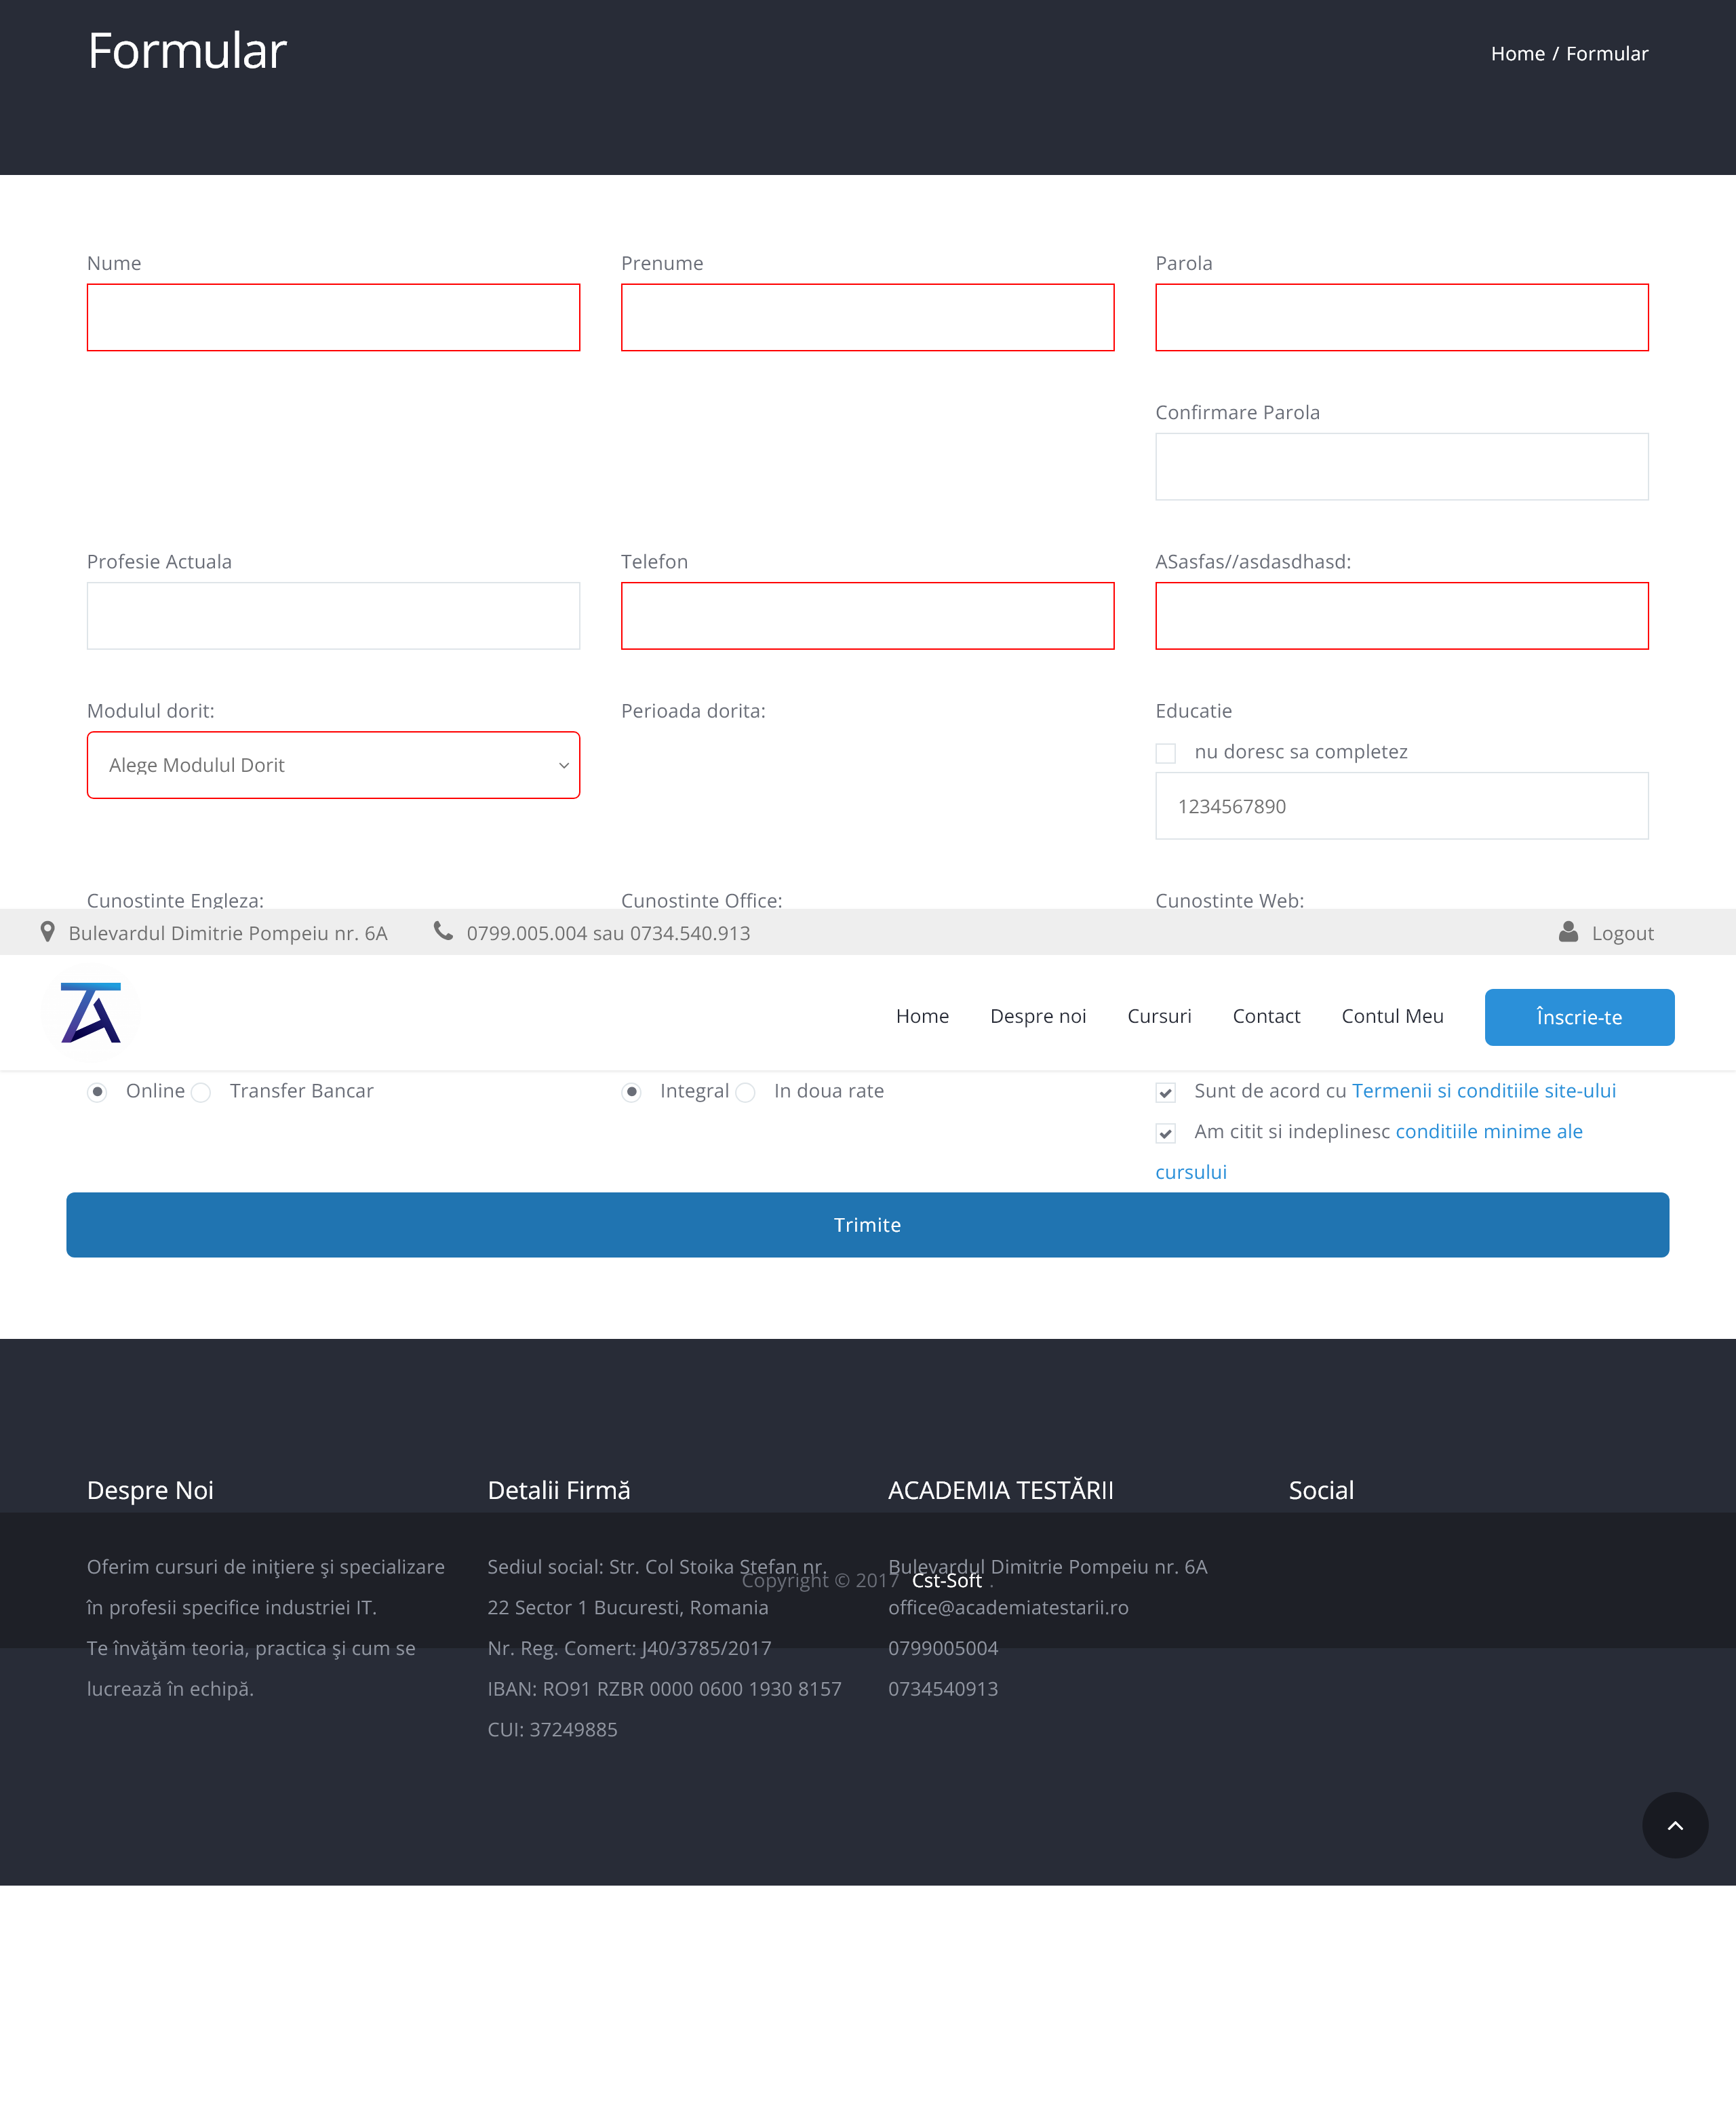 Formular
Home / Formular
Nume
Prenume
Parola
Confirmare Parola
Profesie Actuala
Telefon
ASasfas//asdasdhasd:
Modulul dorit:
Perioada dorita:
Educatie
Alege Modulul Dorit
nu doresc sa completez
1234567890
Cunostinte Engleza:
Cunostinte Office:
Cunostinte Web:
Bulevardul Dimitrie Pompeiu nr. 6A
0799.005.004 sau 0734.540.913
Logout
TA
Home
Despre noi
Cursuri
Contact
Contul Meu
Înscrie-te
Online
Transfer Bancar
Integral
In doua rate
Sunt de acord cu Termenii si conditiile site-ului
Am citit si indeplinesc conditiile minime ale
cursului
Trimite
Despre Noi
Oferim cursuri de inițiere și specializare
în profesii specifice industriei IT.
Te învățăm teoria, practica și cum se
lucrează în echipă.
Detalii Firmă
Sediul social: Str. Col Stoika Stefan nr.
22 Sector 1 Bucuresti, Romania
Nr. Reg. Comert: J40/3785/2017
IBAN: RO91 RZBR 0000 0600 1930 8157
CUI: 37249885
ACADEMIA TESTĂRII
Bulevardul Dimitrie Pompeiu nr. 6A
office@academiatestarii.ro
0799005004
0734540913
Social
Copyright © 2017 Cst-Soft .